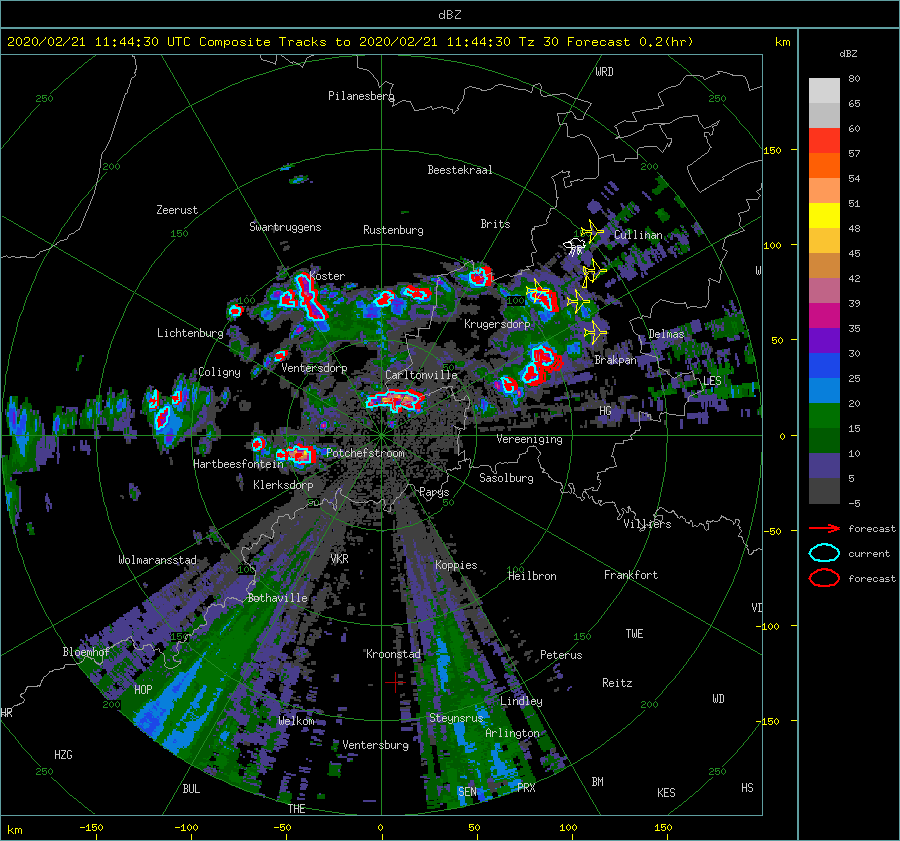 dBZ
2020/02/21 11:44:30 UTC Composite Tracks to 2020/02/21 11:44:30 Tz 30 Forecast 0.2(hr)
km
dBZ
80
65
60
57
54
51
48
45
42
39
35
30
25
20
15
10
5
-5
forecast
current
forecast
WRD
250
Pilanesberg
250
150
200
Beestekraal
200
Zeerust
150
Swartruggens
Rustenburg
Brits
Cullinan
100
W
Koster
100
100
Lichtenburg
Krugersdorp
Delmas
50
Coligny
Ventersdorp
Carltonville
Brakpan
LES
HG
0
Vereeniging
Hartbeesfontein
Potchefstroom
Klerksdorp
Parys
Sasolburg
50
50
Villiers
-50
Wolmaransstad
VKR
Koppies
100
100
Heilbron
Frankfort
Bothaville
VD
-100
150
150
TWE
Bloemhof
Kroonstad
Peterus
HOP
Reitz
200
Lindley
200
WD
HR
Welkom
Steynsrus
-150
Arlington
HZG
Ventersburg
250
250
BUL
SEN
PRX
BM
KES
HS
THE
km
-150
-100
-50
0
50
100
150